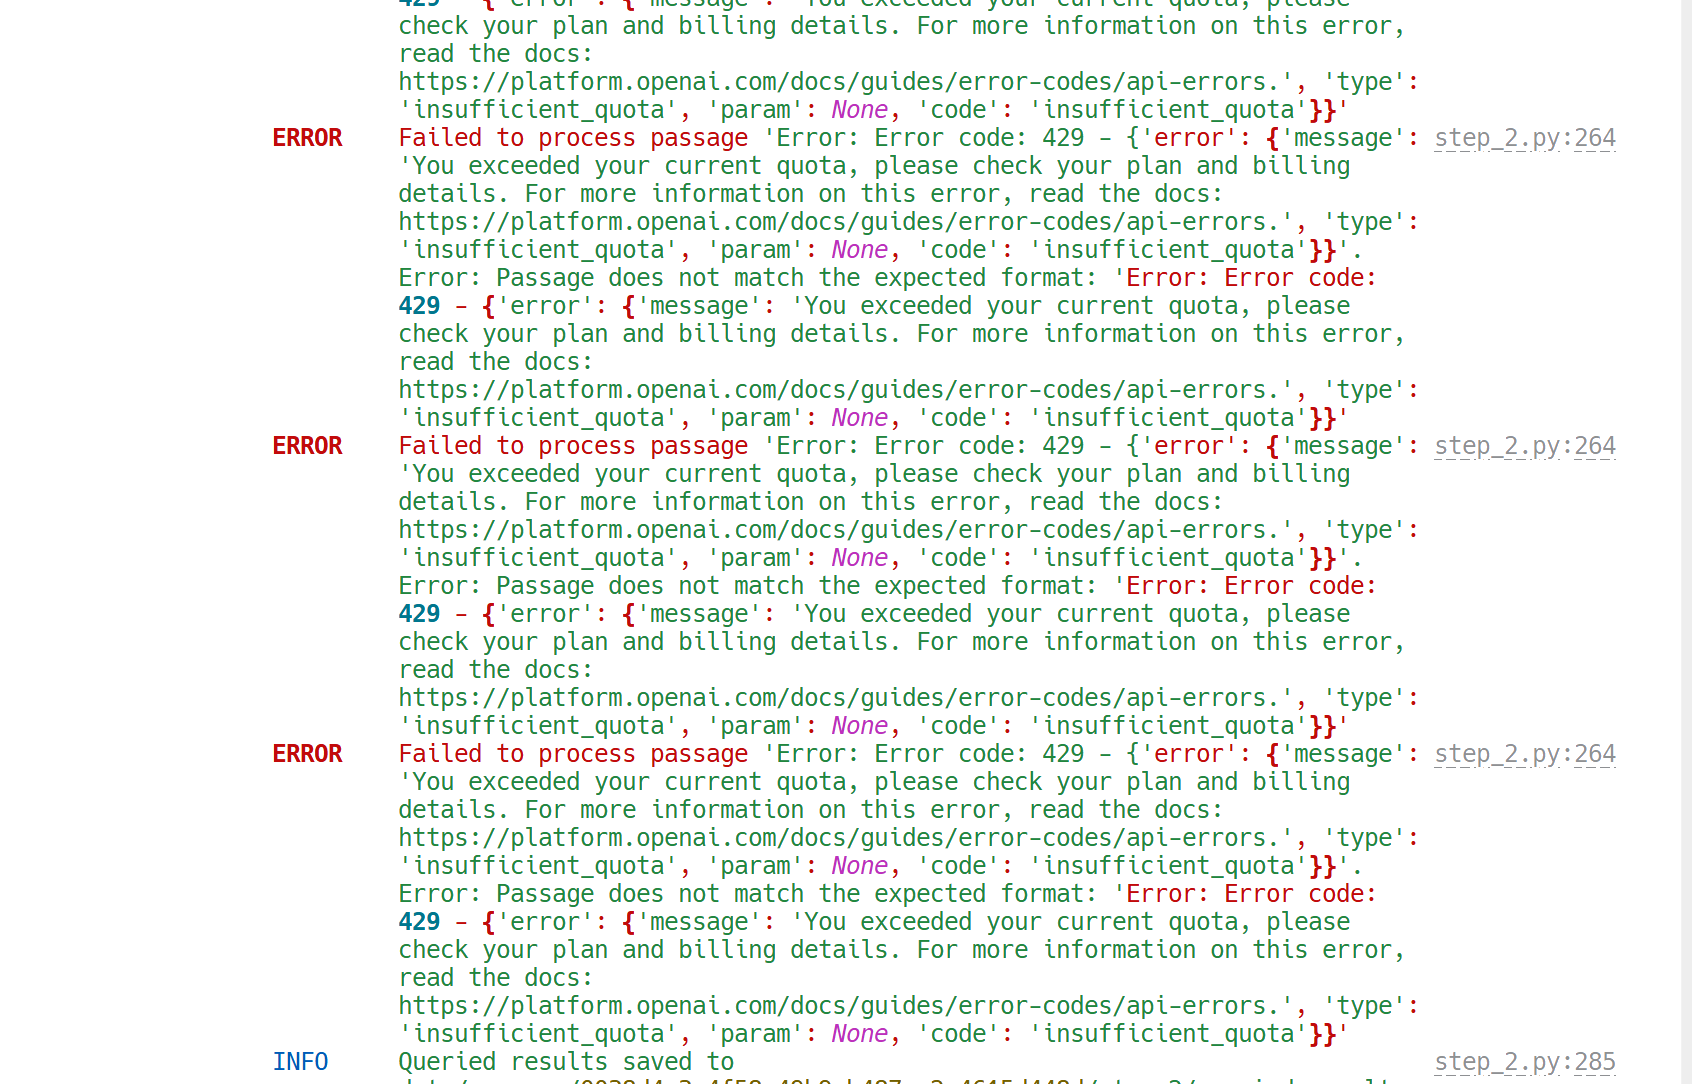 429 - {'error': {'message': 'You exceeded your current quota, please
check your plan and billing details. For more information on this error,
read the docs:
https://platform.openai.com/docs/guides/error-codes/api-errors.', 'type':
'insufficient_quota', 'param': None, 'code': 'insufficient_quota'}}'
ERROR Failed to process passage 'Error: Error code: 429 - {'error': {'message': step_2.py:264
'You exceeded your current quota, please check your plan and billing
details. For more information on this error, read the docs:
https://platform.openai.com/docs/guides/error-codes/api-errors.', 'type':
'insufficient_quota', 'param': None, 'code': 'insufficient_quota'}}'.
Error: Passage does not match the expected format: 'Error: Error code:
429 - {'error': {'message': 'You exceeded your current quota, please
check your plan and billing details. For more information on this error,
read the docs:
https://platform.openai.com/docs/guides/error-codes/api-errors.', 'type':
'insufficient_quota', 'param': None, 'code': 'insufficient_quota'}}'
ERROR Failed to process passage 'Error: Error code: 429 - {'error': {'message': step_2.py:264
'You exceeded your current quota, please check your plan and billing
details. For more information on this error, read the docs:
https://platform.openai.com/docs/guides/error-codes/api-errors.', 'type':
'insufficient_quota', 'param': None, 'code': 'insufficient_quota'}}'.
Error: Passage does not match the expected format: 'Error: Error code:
429 - {'error': {'message': 'You exceeded your current quota, please
check your plan and billing details. For more information on this error,
read the docs:
https://platform.openai.com/docs/guides/error-codes/api-errors.', 'type':
'insufficient_quota', 'param': None, 'code': 'insufficient_quota'}}'
ERROR Failed to process passage 'Error: Error code: 429 - {'error': {'message': step_2.py:264
'You exceeded your current quota, please check your plan and billing
details. For more information on this error, read the docs:
https://platform.openai.com/docs/guides/error-codes/api-errors.', 'type':
'insufficient_quota', 'param': None, 'code': 'insufficient_quota'}}'.
Error: Passage does not match the expected format: 'Error: Error code:
429 - {'error': {'message': 'You exceeded your current quota, please
check your plan and billing details. For more information on this error,
read the docs:
https://platform.openai.com/docs/guides/error-codes/api-errors.', 'type':
'insufficient_quota', 'param': None, 'code': 'insufficient_quota'}}'
INFO Queried results saved to step_2.py:285